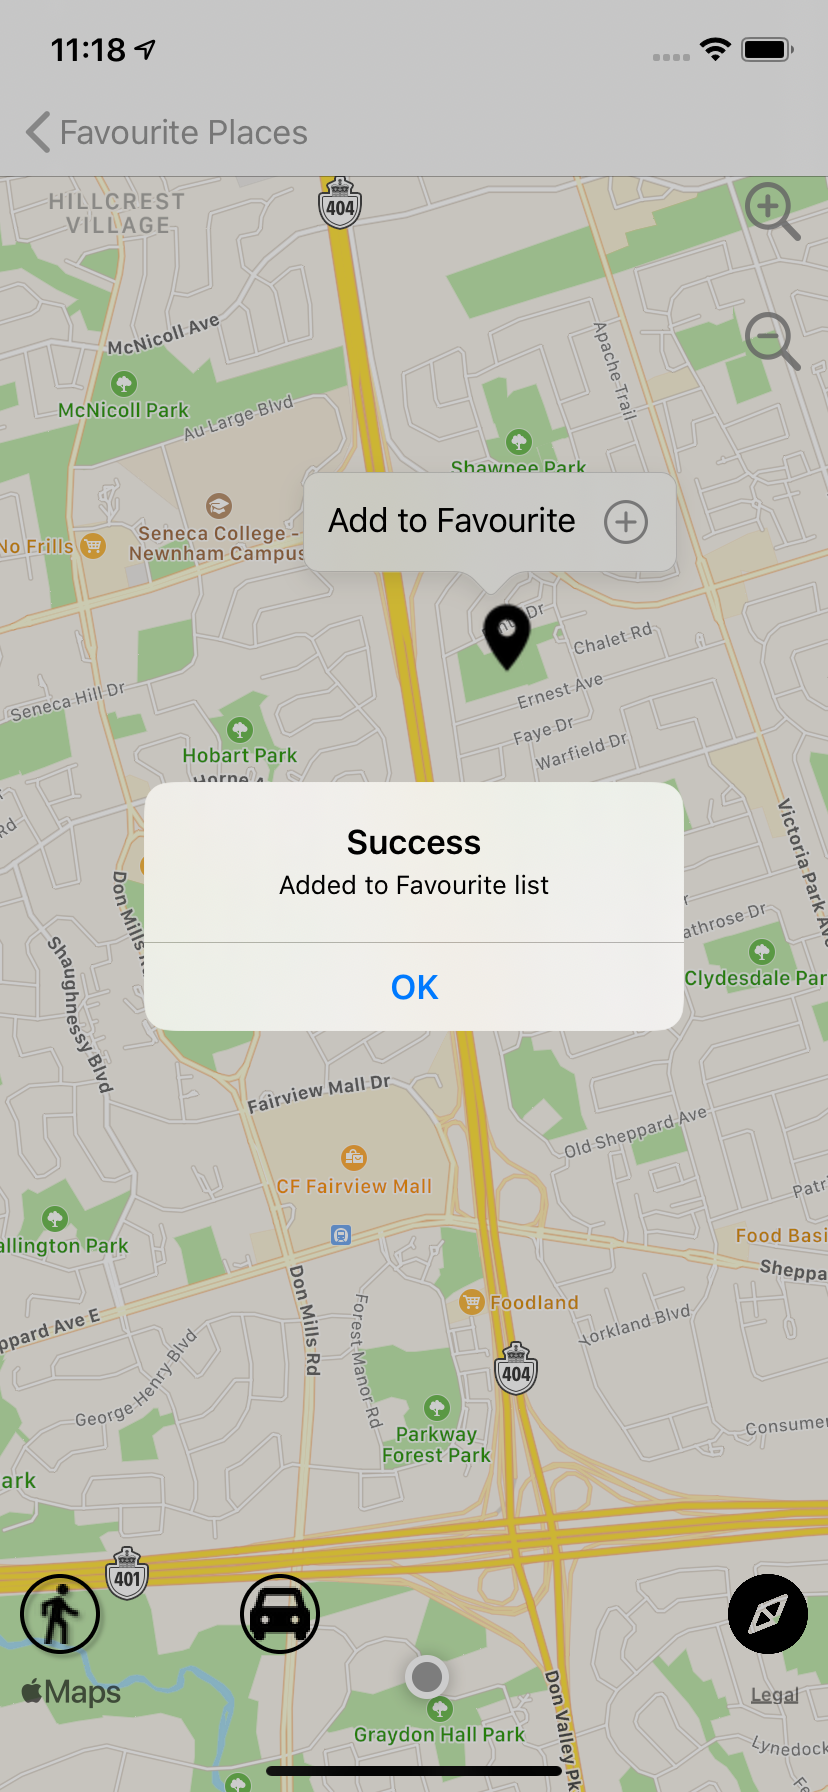 11:18
Favourite Places
HILLCREST
VILLAGE
404
McNicoll Ave
McNicoll Park
Au Large Blvd
Apache Trail
Shawnee Park
Add to Favourite
Seneca College -
Newnham Campus
No Frills
Dr
Chalet Rd
Ernest Ave
Seneca Hill Dr
Faye Dr
Warfield Dr
Hobart Park
Victoria Park Ave
Rd
Success
Added to Favourite list
OK
Don Mills
Shaughnessy Blvd
athrose Dr
Clydesdale Par
Fairview Mall Dr
Old Sheppard Ave
CF Fairview Mall
Patri
allington Park
Food Basi
Sheppa
ppard Ave E
Don Mills Rd
Forest Manor Rd
Foodland
Yorkland Blvd
George Henry Blvd
404
Parkway
Forest Park
Consumer
ark
401
Maps
Legal
Graydon Hall Park
Don Valley Pk
Lynedock